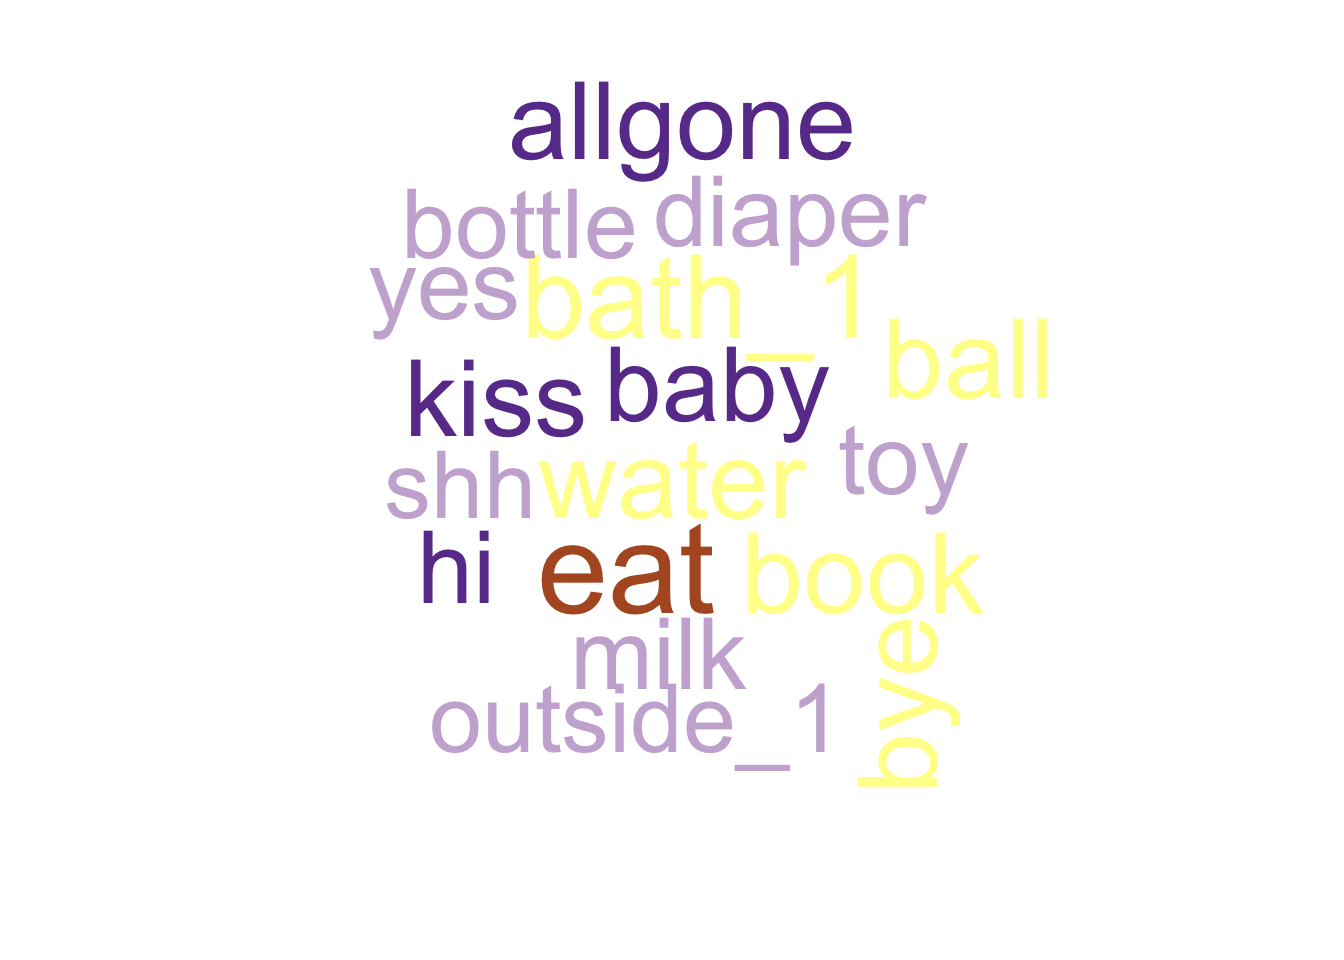 allgone
bottle diaper
yes bath_1
ball
kiss baby
shh water toy
hi eat book
milk
bye
outside_1